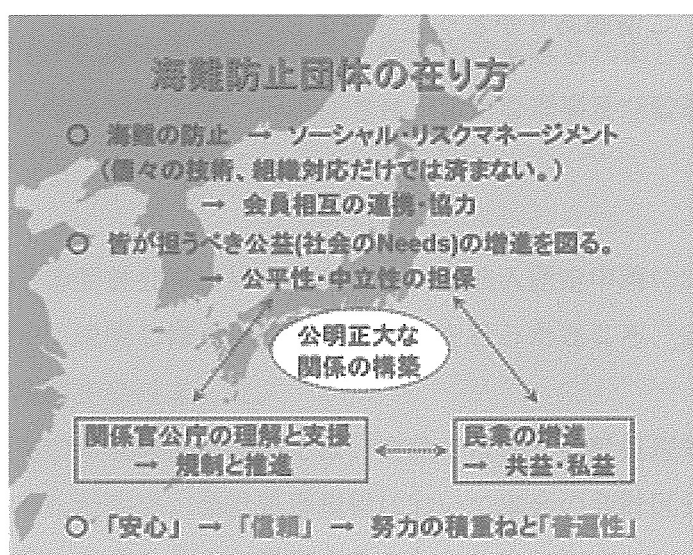 海難防止団体の在り方
○ 海難の防止 → ソーシャル・リスクマネージメント
(個々の技術、組織対応だけでは済まない。)
→ 会員相互の連携・協力
○ 皆が担うべき公益(社会のNeeds)の増進を図る。
→ 公平性・中立性の担保
公明正大な
関係の構築
関係官公庁の理解と支援
→ 規制と推進
民業の増進
→ 共益・私益
○ 「安心」 → 「信頼」 → 努力の積重ねと「普遍性」